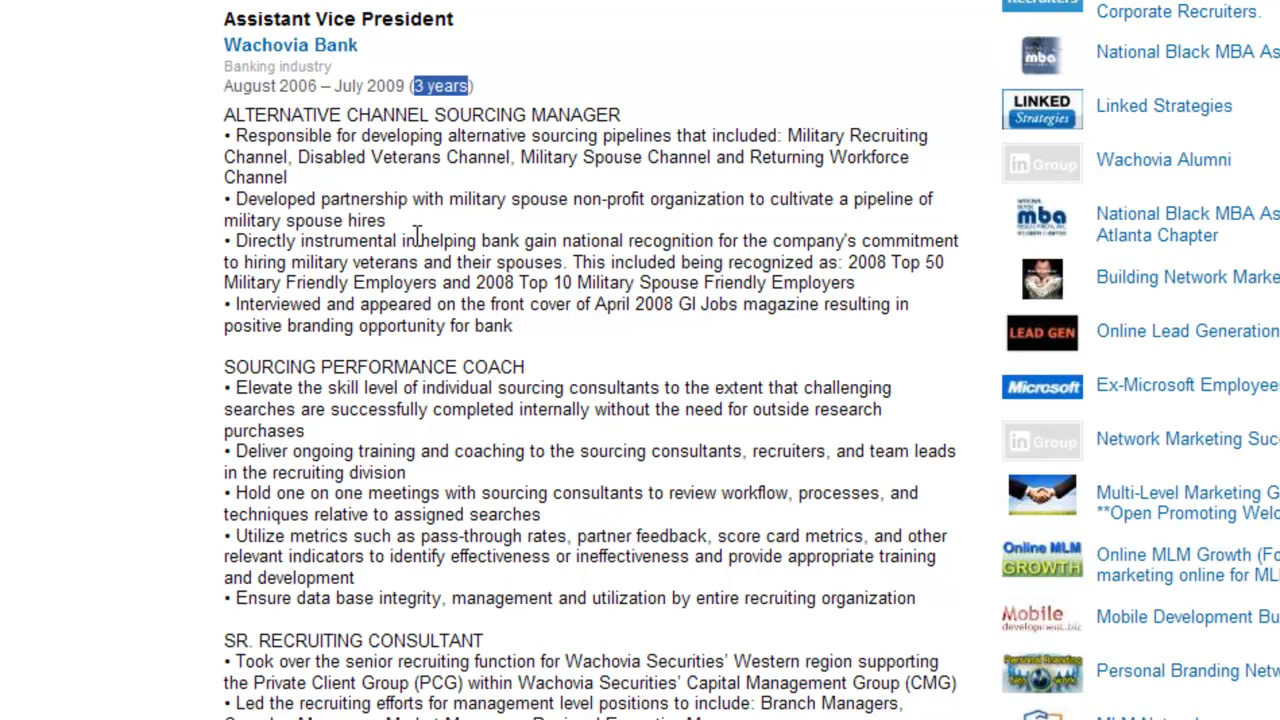 Assistant Vice President
Wachovia Bank
Banking industry
August 2006 – July 2009 (3 years)
ALTERNATIVE CHANNEL SOURCING MANAGER
• Responsible for developing alternative sourcing pipelines that included: Military Recruiting
Channel, Disabled Veterans Channel, Military Spouse Channel and Returning Workforce
Channel
• Developed partnership with military spouse non-profit organization to cultivate a pipeline of
military spouse hires
• Directly instrumental in helping bank gain national recognition for the company's commitment
to hiring military veterans and their spouses. This included being recognized as: 2008 Top 50
Military Friendly Employers and 2008 Top 10 Military Spouse Friendly Employers
• Interviewed and appeared on the front cover of April 2008 GI Jobs magazine resulting in
positive branding opportunity for bank
SOURCING PERFORMANCE COACH
• Elevate the skill level of individual sourcing consultants to the extent that challenging
searches are successfully completed internally without the need for outside research
purchases
• Deliver ongoing training and coaching to the sourcing consultants, recruiters, and team leads
in the recruiting division
• Hold one on one meetings with sourcing consultants to review workflow, processes, and
techniques relative to assigned searches
• Utilize metrics such as pass-through rates, partner feedback, score card metrics, and other
relevant indicators to identify effectiveness or ineffectiveness and provide appropriate training
and development
• Ensure data base integrity, management and utilization by entire recruiting organization
SR. RECRUITING CONSULTANT
• Took over the senior recruiting function for Wachovia Securities' Western region supporting
the Private Client Group (PCG) within Wachovia Securities' Capital Management Group (CMG)
• Led the recruiting efforts for management level positions to include: Branch Managers,
Corporate Recruiters.
mba
National Black MBA As
LINKED
Strategies
Linked Strategies
in Group
Wachovia Alumni
mba
National Black MBA As
Atlanta Chapter
Building Network Marke
LEAD GEN
Online Lead Generation
Microsoft
Ex-Microsoft Employee
in Group
Network Marketing Suc
Multi-Level Marketing G
**Open Promoting Welc
Online MLM
GROWTH
Online MLM Growth (Fo
marketing online for ML
Mobile
development.biz
Mobile Development Bu
Personal Branding
Personal Branding Netw